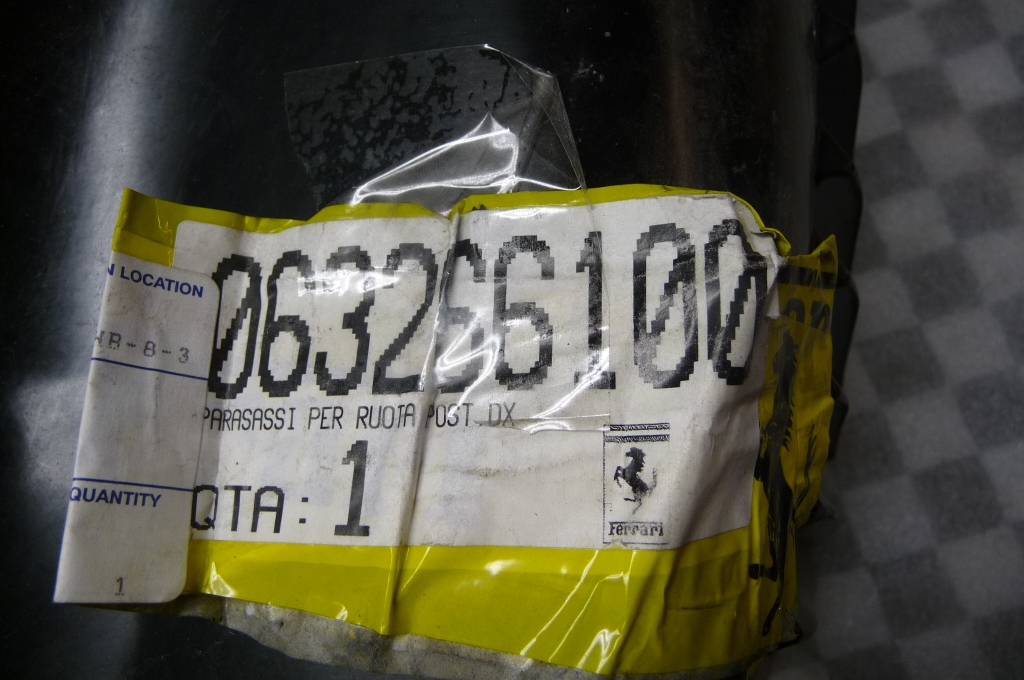 N LOCATION
QUANTITY
1
063266100
PARASASSI PER RUOTA POST.DX
QTA: 1
Ferrari